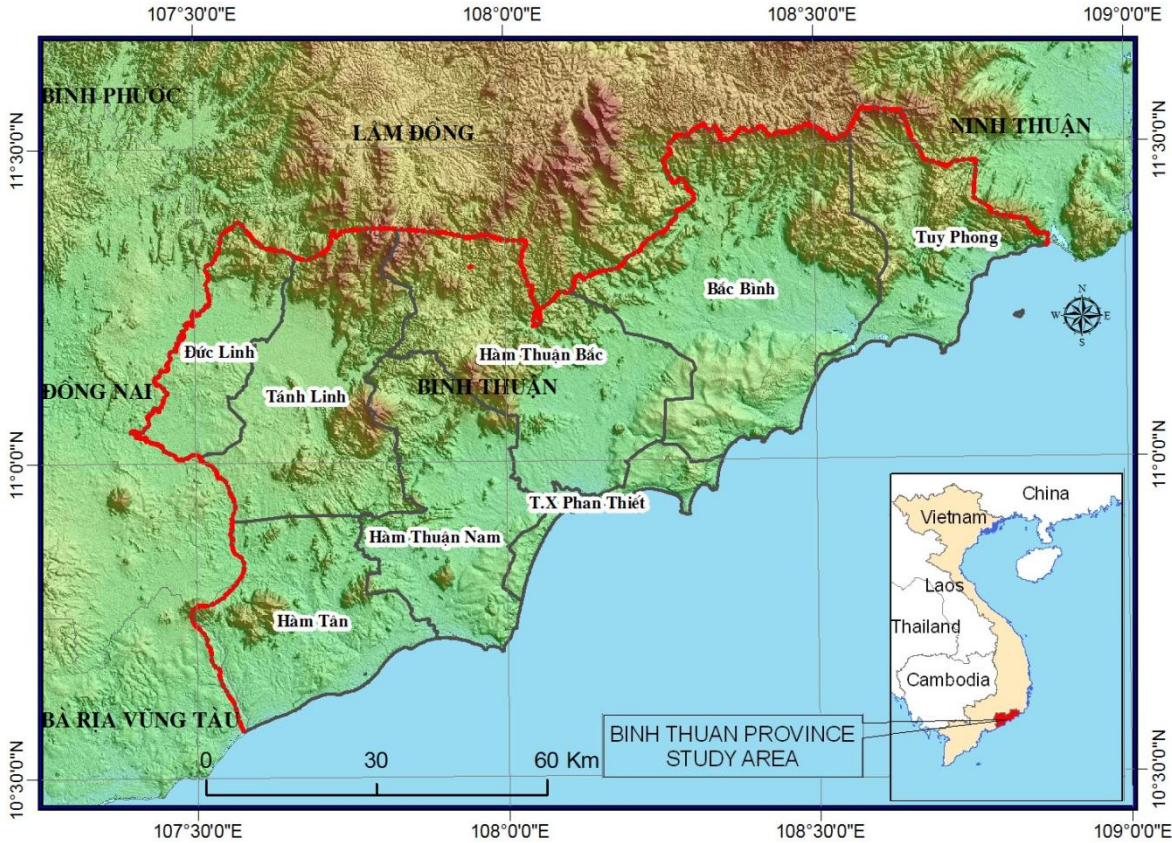 107°30'0"E
108°0'0"E
108°30'0"E
109°0'0"E
BÌNH PHƯỚC
LÂM ĐỒNG
NINH THUẬN
11°30'0"N
11°30'0"N
Tuy Phong
Bắc Bình
N
W
E
S
Đức Linh
Hàm Thuận Bắc
ĐỒNG NAI
BÌNH THUẬN
Tánh Linh
11°0'0"N
11°0'0"N
T.X Phan Thiết
Hàm Thuận Nam
Hàm Tân
China
Vietnam
Laos
Thailand
Cambodia
BÀ RỊA VŨNG TÀU
BINH THUAN PROVINCE
STUDY AREA
0
30
60 Km
10°30'0"N
10°30'0"N
107°30'0"E
108°0'0"E
108°30'0"E
109°0'0"E